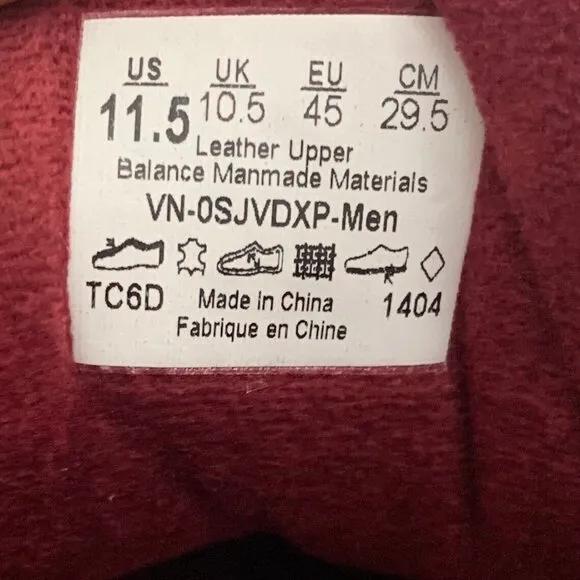 US UK EU CM
11.5 10.5 45 29.5
Leather Upper
Balance Manmade Materials
VN-0SJVDXP-Men
TC6D Made in China 1404
Fabrique en Chine